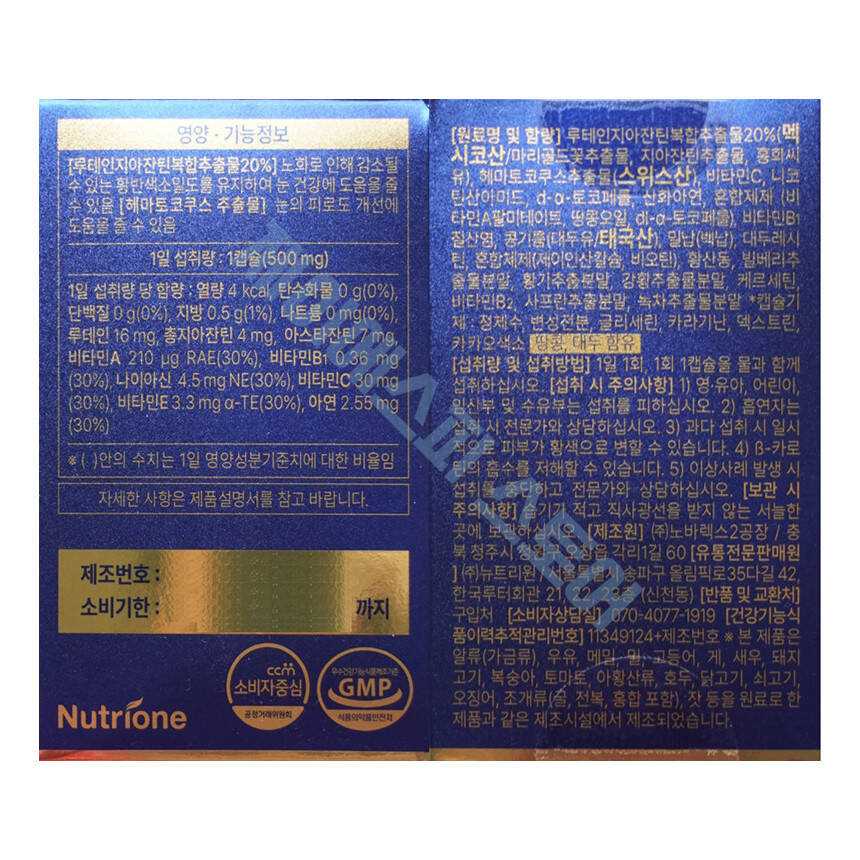 영양 · 기능정보
[루테인지아잔틴복합추출물20%] 노화로 인해 감소될
수 있는 황반색소밀도를 유지하여 눈 건강에 도움을 줄
수 있음 [헤마토코쿠스 추출물] 눈의 피로도 개선에
도움을 줄 수 있음
1일 섭취량 : 1캡슐(500 mg)
1일 섭취량 당 함량 : 열량 4 kcal, 탄수화물 0 g(0%),
단백질 0 g(0%), 지방 0.5 g(1%), 나트륨 0 mg(0%),
루테인 16 mg, 총지아잔틴 4 mg, 아스타잔틴 1 mg,
비타민A 210 μg RAE(30%), 비타민B1 0.36 mg
(30%), 나이아신 4.5 mg NE(30%), 비타민C 30 mg
(30%), 비타민E 3.3 mg α-TE(30%), 아연 2.55 mg
(30%)
※ ( )안의 수치는 1일 영양성분기준치에 대한 비율임
자세한 사항은 제품설명서를 참고 바랍니다.
제조번호 :
소비기한 : 까지
Nutrione
ccm
소비자중심
공정거래위원회
우수건강기능식품제조기준
GMP
식품의약품안전처
[원료명 및 함량] 루테인지아잔틴복합추출물20%(멕
시코산/마리골드꽃추출물, 지아잔틴추출물, 홍화씨
유), 헤마토코쿠스추출물(스위스산), 비타민C, 니코
틴산아미드, d-α-토코페롤, 산화아연, 혼합제제 (비
타민A팔미테이트, 땅콩오일, dl-α-토코페롤), 비타민B1
질산염, 콩기름(대두유/태국산), 밀납(백납), 대두레시
틴, 혼합제제(제이인산칼슘, 비오틴), 황산동, 빌베리추
출물분말, 황기추출분말, 강황추출물분말, 케르세틴,
비타민B2, 사프란추출분말, 녹차추출물분말 *캡슐기
제 : 정제수, 변성전분, 글리세린, 카라기난, 덱스트린,
카카오색소 땅콩, 대두 함유
[섭취량 및 섭취방법] 1일 1회, 1회 1캡슐을 물과 함께
섭취하십시오. [섭취 시 주의사항] 1) 영·유아, 어린이,
임산부 및 수유부는 섭취를 피하십시오. 2) 흡연자는
섭취 시 전문가와 상담하십시오. 3) 과다 섭취 시 일시
적으로 피부가 황색으로 변할 수 있습니다. 4) ß-카로
틴의 흡수를 저해할 수 있습니다. 5) 이상사례 발생 시
섭취를 중단하고 전문가와 상담하십시오. [보관 시
주의사항] 습기가 적고 직사광선을 받지 않는 서늘한
곳에 보관하십시오. [제조원] ㈜노바렉스2공장 / 충
북 청주시 청원구 오창읍 각리1길 60 [유통전문판매원
] ㈜뉴트리원 / 서울특별시 송파구 올림픽로35다길 42,
한국루터회관 21, 22, 23층 (신천동) [반품 및 교환처]
구입처 [소비자상담실] 070-4077-1919 [건강기능식
품이력추적관리번호] 11349124+제조번호 ※ 본 제품은
알류(가금류), 우유, 메밀, 밀, 고등어, 게, 새우, 돼지
고기, 복숭아, 토마토, 아황산류, 호두, 닭고기, 쇠고기,
오징어, 조개류(굴, 전복, 홍합 포함), 잣 등을 원료로 한
제품과 같은 제조시설에서 제조되었습니다.